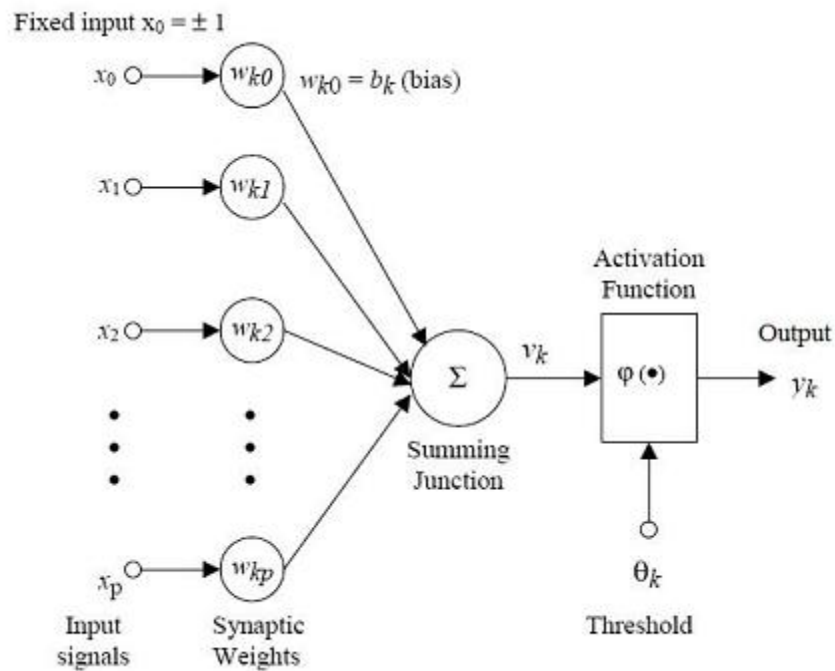 Fixed input x₀ = ± 1
x₀
wₖ₀
wₖ₀ = bₖ (bias)
x₁
wₖ₁
x₂
wₖ₂
xₚ
wₖₚ
Input
signals
Synaptic
Weights
Σ
Summing
Junction
vₖ
Activation
Function
φ (•)
Output
yₖ
θₖ
Threshold